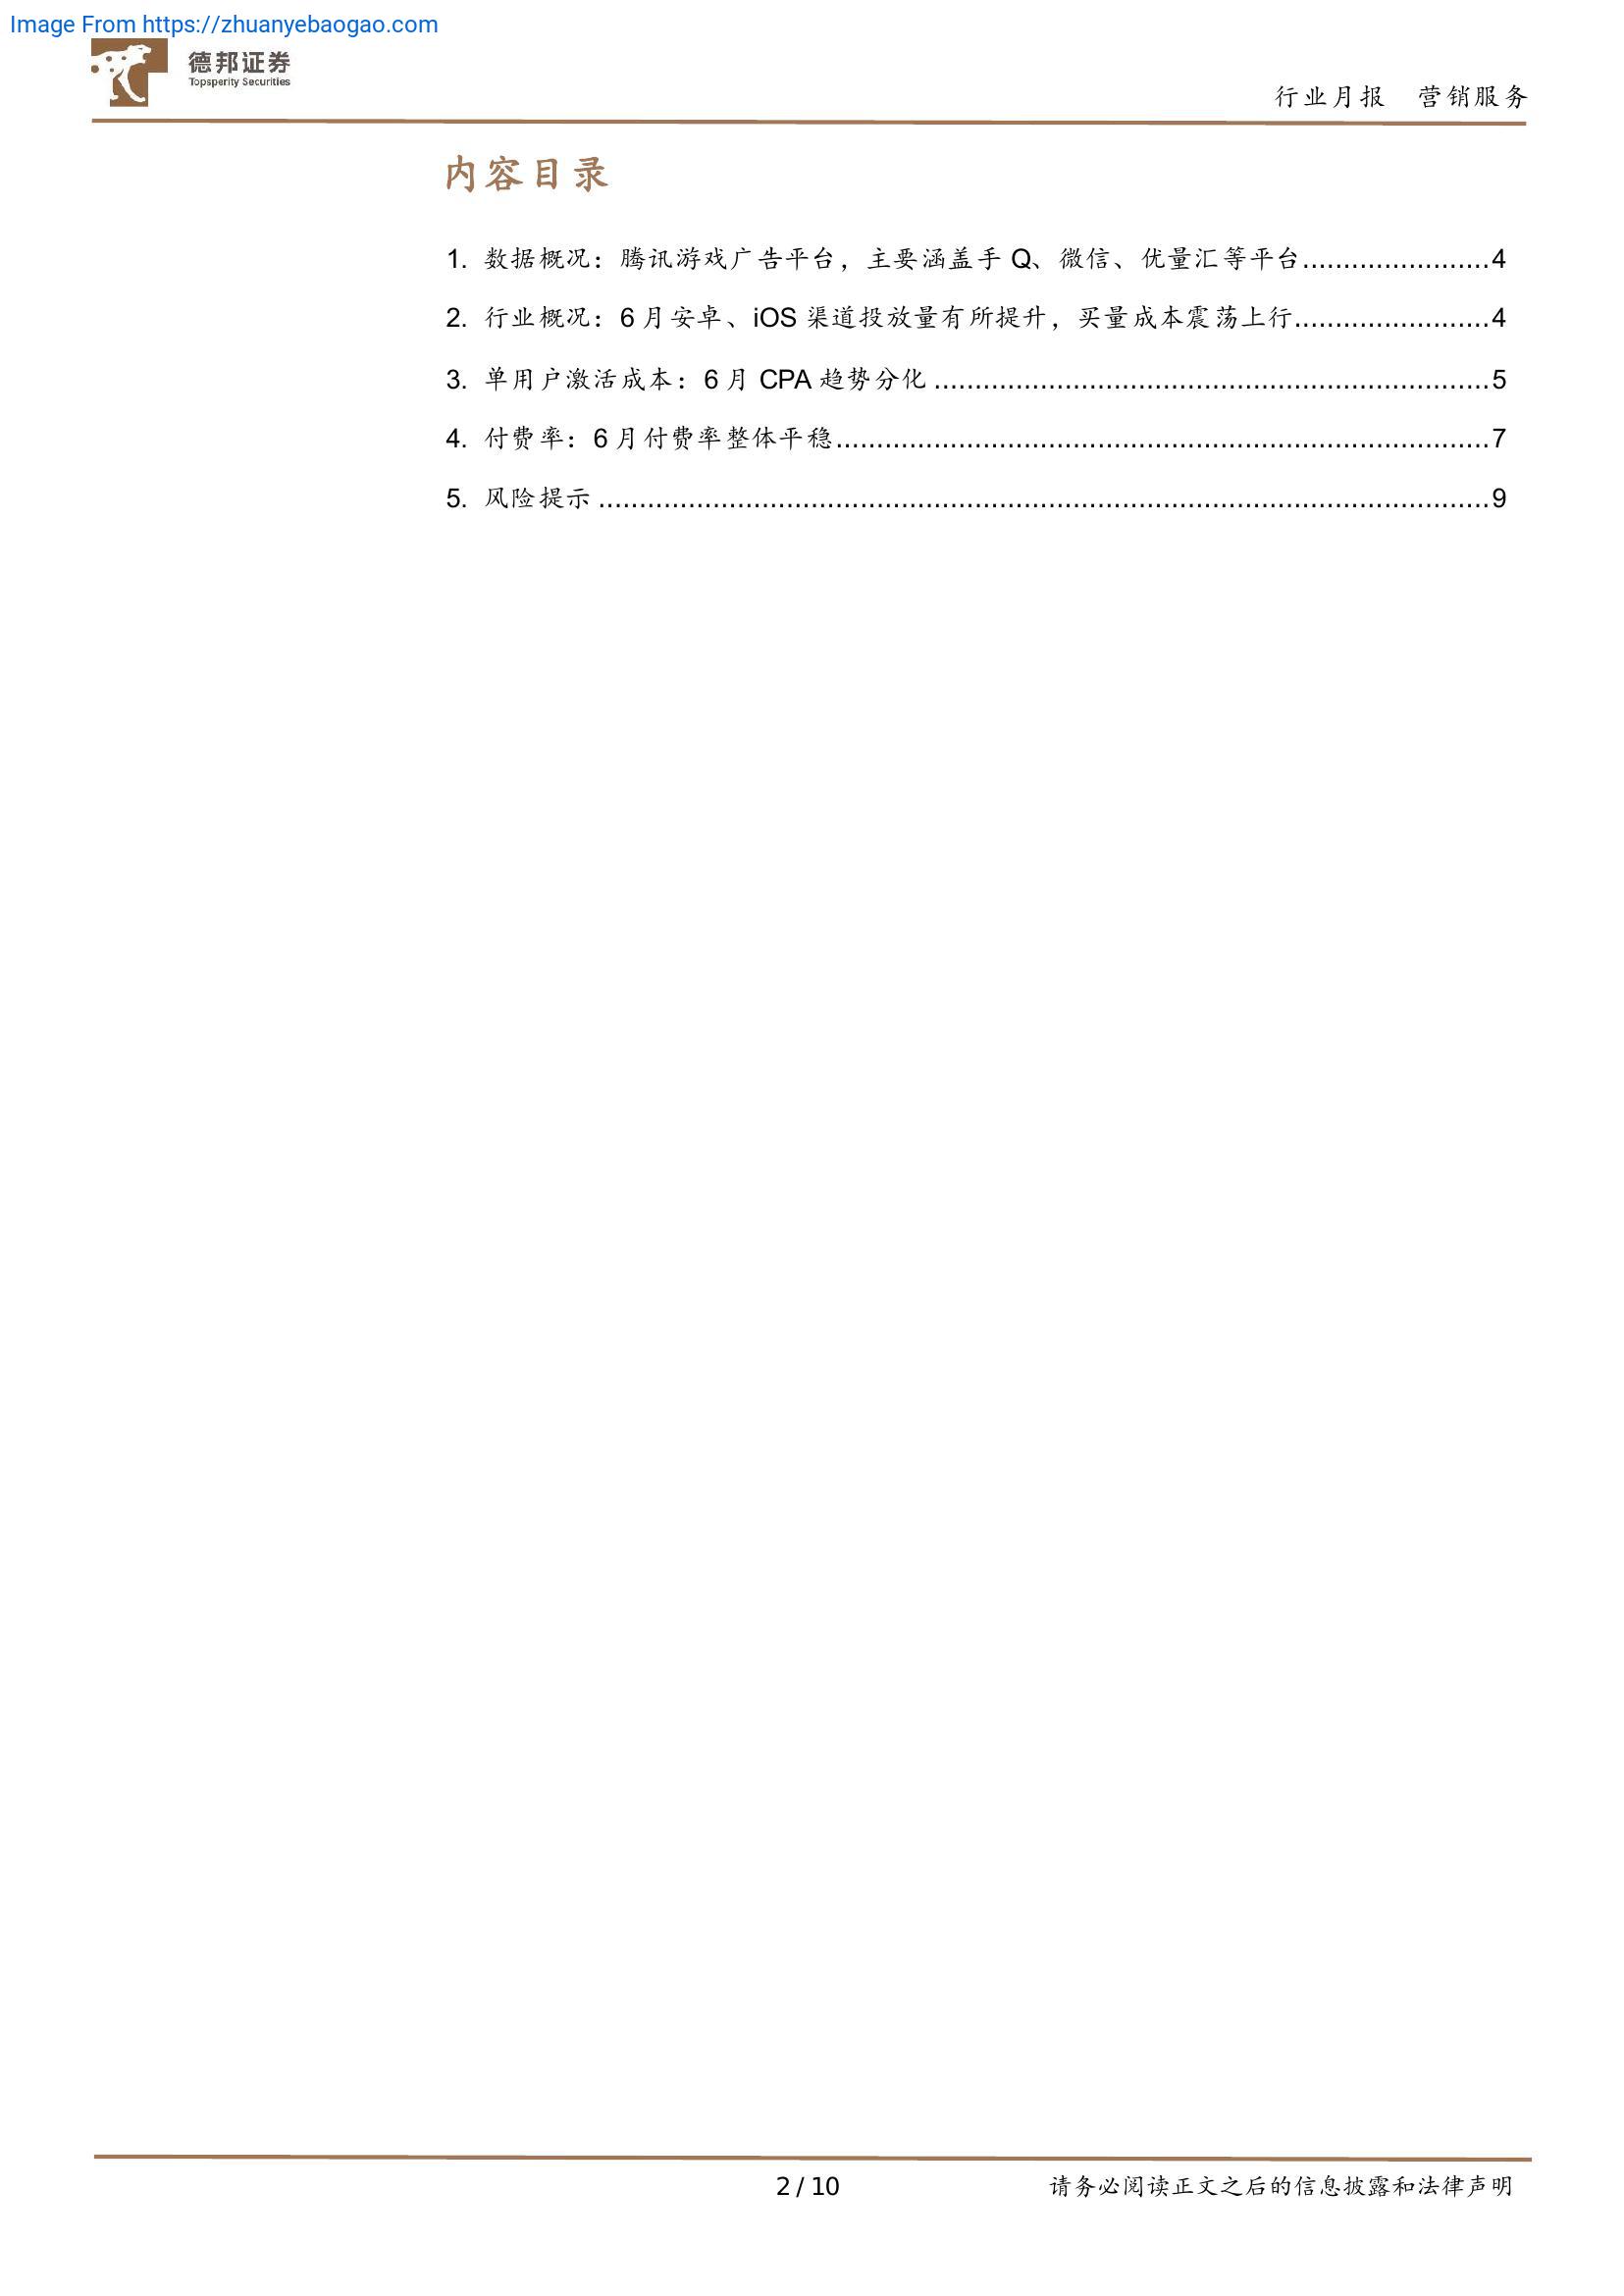 Image From https://zhuanyebaogao.com
德邦证券
Topsperity Securities
行业月报 营销服务
内容目录
1. 数据概况：腾讯游戏广告平台，主要涵盖手 Q、微信、优量汇等平台.......................4
2. 行业概况：6 月安卓、iOS 渠道投放量有所提升，买量成本震荡上行........................4
3. 单用户激活成本：6 月 CPA 趋势分化....................................................................5
4. 付费率：6 月付费率整体平稳................................................................................7
5. 风险提示.............................................................................................................9
2 / 10
请务必阅读正文之后的信息披露和法律声明